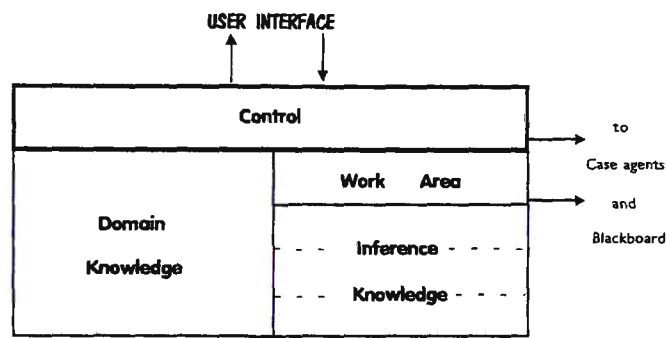 USER INTERFACE
Control
Work Area
Domain
Knowledge
Inference
Knowledge
to
Case agents
and
Blackboard